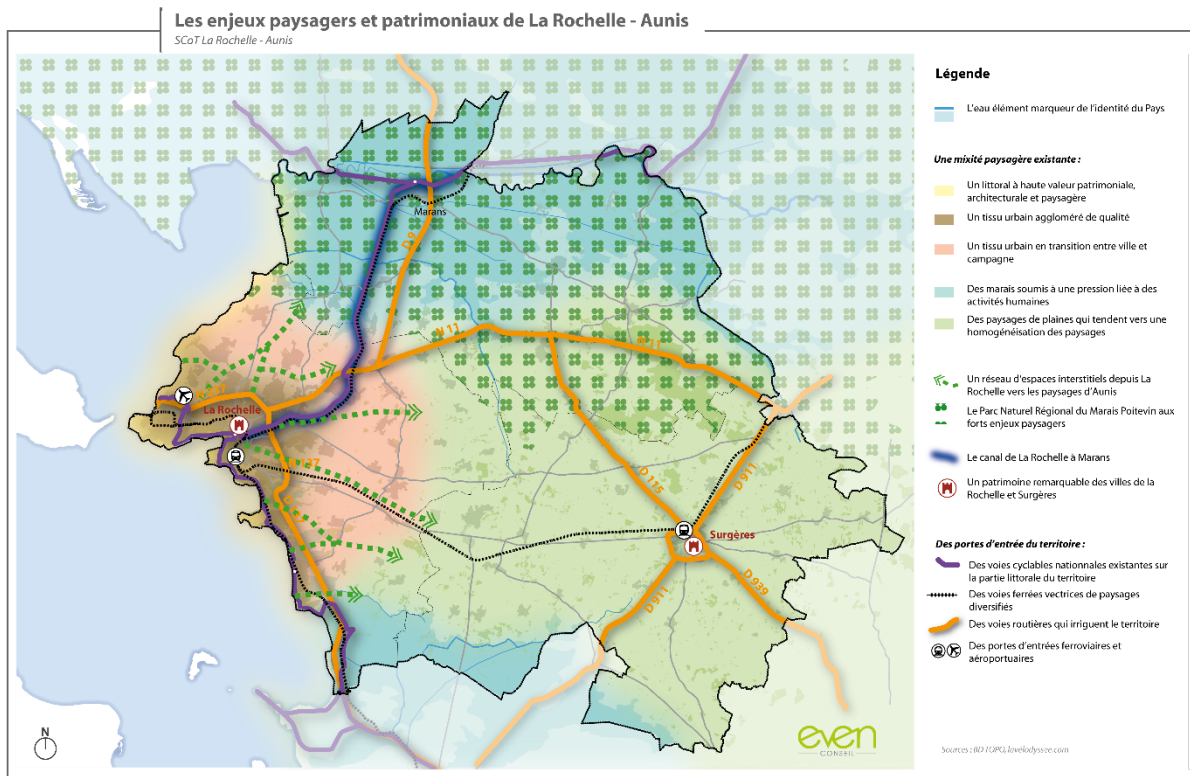 Les enjeux paysagers et patrimoniaux de La Rochelle - Aunis
SCoT La Rochelle - Aunis
Légende
L'eau élément marqueur de l'identité du Pays
Une mixité paysagère existante :
Un littoral à haute valeur patrimoniale,
architecturale et paysagère
Un tissu urbain aggloméré de qualité
Un tissu urbain en transition entre ville et
campagne
Des marais soumis à une pression liée à des
activités humaines
Des paysages de plaines qui tendent vers une
homogénéisation des paysages
Un réseau d'espaces interstitiels depuis La
Rochelle vers les paysages d'Aunis
Le Parc Naturel Régional du Marais Poitevin aux
forts enjeux paysagers
Le canal de La Rochelle à Marans
Un patrimoine remarquable des villes de la
Rochelle et Surgères
Des portes d'entrée du territoire :
Des voies cyclables nationales existantes sur
la partie littorale du territoire
Des voies ferrées vectrices de paysages
diversifiés
Des voies routières qui irriguent le territoire
Des portes d'entrées ferroviaires et
aéroportuaires
Sources : BD TOPO, lavélodyssee.com
Marans
D 9
N 11
N 11
La Rochelle
D 115
D 911
Surgères
D 911
D 939
N
even
CONSEIL